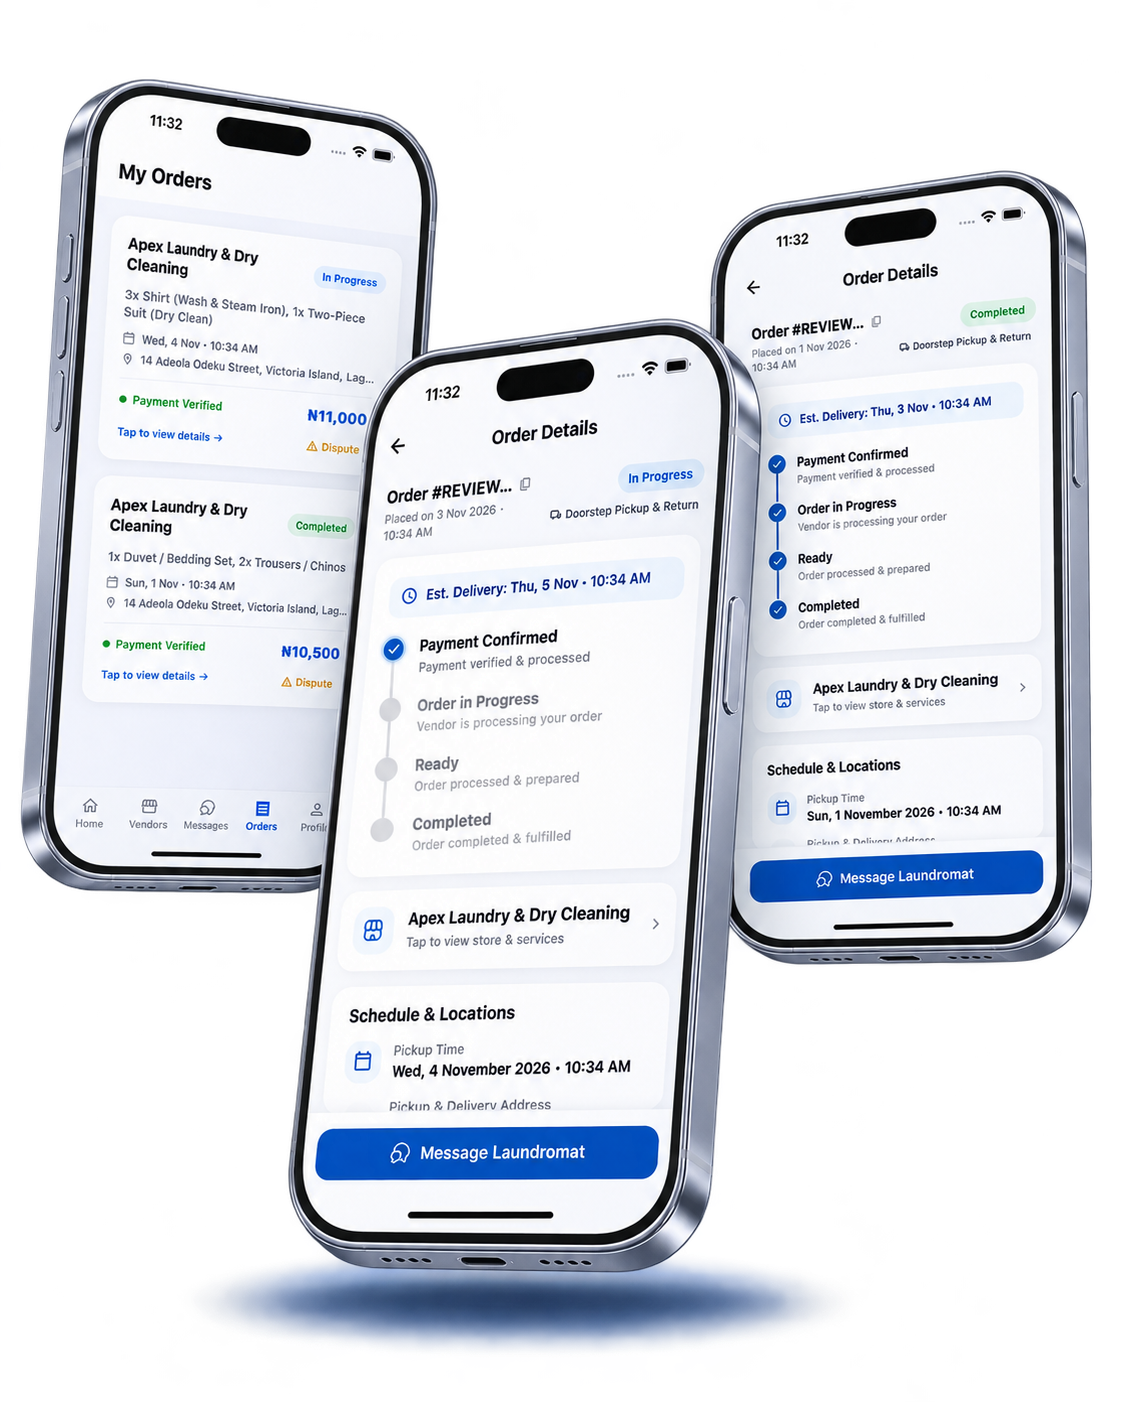 11:32
My Orders
Apex Laundry & Dry
Cleaning
In Progress
3x Shirt (Wash & Steam Iron), 1x Two-Piece
Suit (Dry Clean)
Wed, 4 Nov • 10:34 AM
14 Adeola Odeku Street, Victoria Island, Lag...
Payment Verified
₦11,000
Tap to view details →
Dispute
Apex Laundry & Dry
Cleaning
Completed
1x Duvet / Bedding Set, 2x Trousers / Chinos
Sun, 1 Nov • 10:34 AM
14 Adeola Odeku Street, Victoria Island, Lag...
Payment Verified
₦10,500
Tap to view details →
Dispute
Home
Vendors
Messages
Orders
Profile
11:32
Order Details
Order #REVIEW...
In Progress
Placed on 3 Nov 2026 •
10:34 AM
Doorstep Pickup & Return
Est. Delivery: Thu, 5 Nov • 10:34 AM
Payment Confirmed
Payment verified & processed
Order in Progress
Vendor is processing your order
Ready
Order processed & prepared
Completed
Order completed & fulfilled
Apex Laundry & Dry Cleaning
Tap to view store & services
Schedule & Locations
Pickup Time
Wed, 4 November 2026 • 10:34 AM
Pickup & Delivery Address
Message Laundromat
11:32
Order Details
Order #REVIEW...
Completed
Placed on 1 Nov 2026 •
10:34 AM
Doorstep Pickup & Return
Est. Delivery: Thu, 3 Nov • 10:34 AM
Payment Confirmed
Payment verified & processed
Order in Progress
Vendor is processing your order
Ready
Order processed & prepared
Completed
Order completed & fulfilled
Apex Laundry & Dry Cleaning
Tap to view store & services
Schedule & Locations
Pickup Time
Sun, 1 November 2026 • 10:34 AM
Pickup & Delivery Address
Message Laundromat